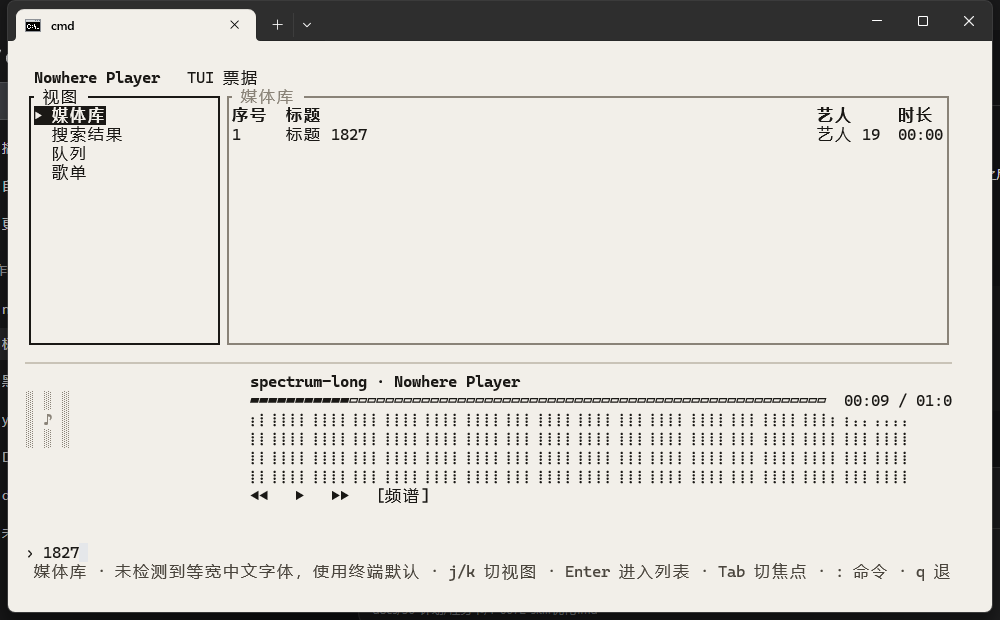 cmd
Nowhere Player TUI 票据
视图
媒体库
搜索结果
队列
歌单
媒体库
序号 标题 艺人 时长
1 标题 1827 艺人 19 00:00
spectrum-long · Nowhere Player
00:09 / 01:0
[频谱]
› 1827
媒体库 · 未检测到等宽中文字体, 使用终端默认 · j/k 切视图 · Enter 进入列表 · Tab 切焦点 · : 命令 · q 退